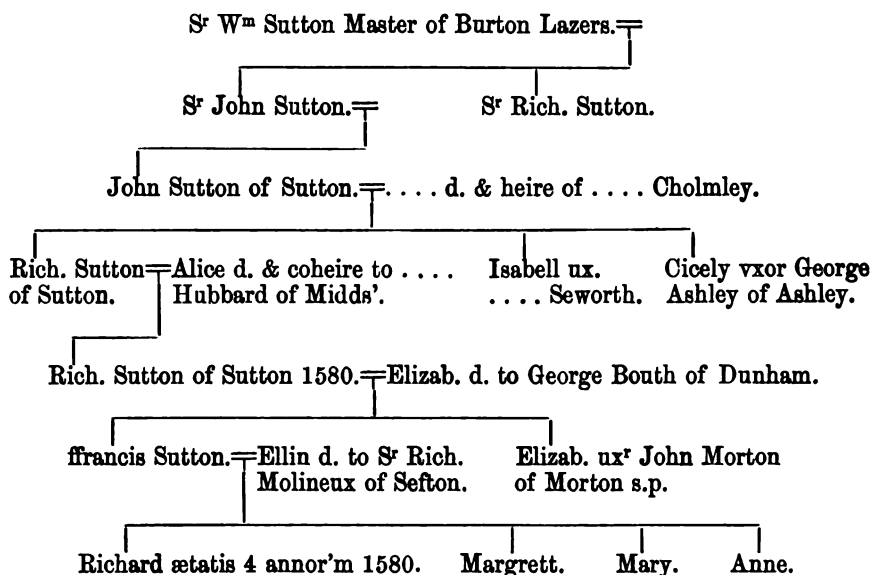 Sʳ Wᵐ Sutton Master of Burton Lazers.
Sʳ John Sutton.
Sʳ Rich. Sutton.
John Sutton of Sutton.
. . . . d. & heire of . . . . Cholmley.
Rich. Sutton
of Sutton.
Alice d. & coheire to . . . .
Hubbard of Midds'.
Isabell ux.
. . . . Seworth.
Cicely vxor George
Ashley of Ashley.
Rich. Sutton of Sutton 1580.
Elizab. d. to George Bouth of Dunham.
ffrancis Sutton.
Ellin d. to Sʳ Rich.
Molineux of Sefton.
Elizab. uxʳ John Morton
of Morton s.p.
Richard ætatis 4 annor'm 1580.
Margrett.
Mary.
Anne.